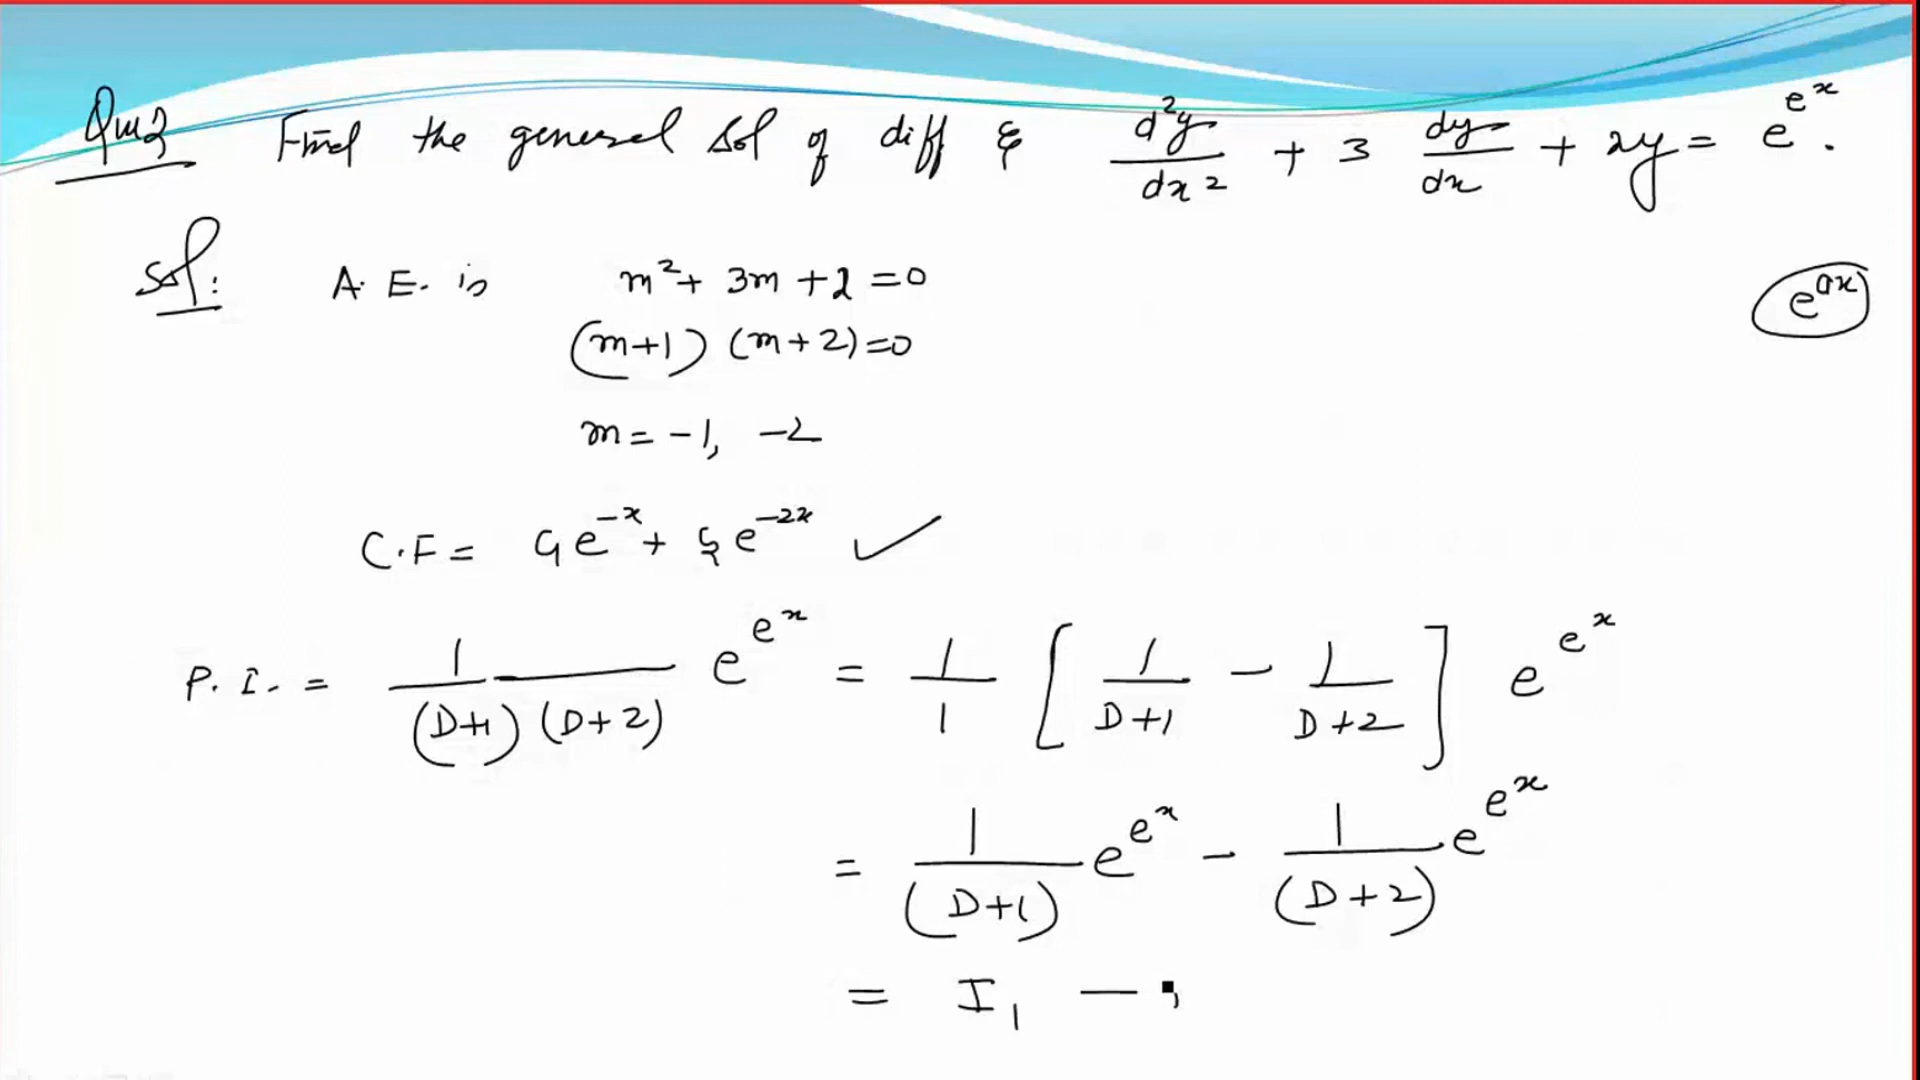 Qu2 Find the general sol of diff eq d²y/dx² + 3 dy/dx + 2y = e^{e^x}.
Sol: A. E. is m² + 3m + 2 = 0
e^{ax}
(m+1) (m+2) = 0
m = -1, -2
C.F = C₁e^{-x} + C₂e^{-2x} ✓
P. I. = 1/((D+1)(D+2)) e^{e^x} = 1/1 [1/(D+1) - 1/(D+2)] e^{e^x}
= 1/(D+1) e^{e^x} - 1/(D+2) e^{e^x}
= I₁ -